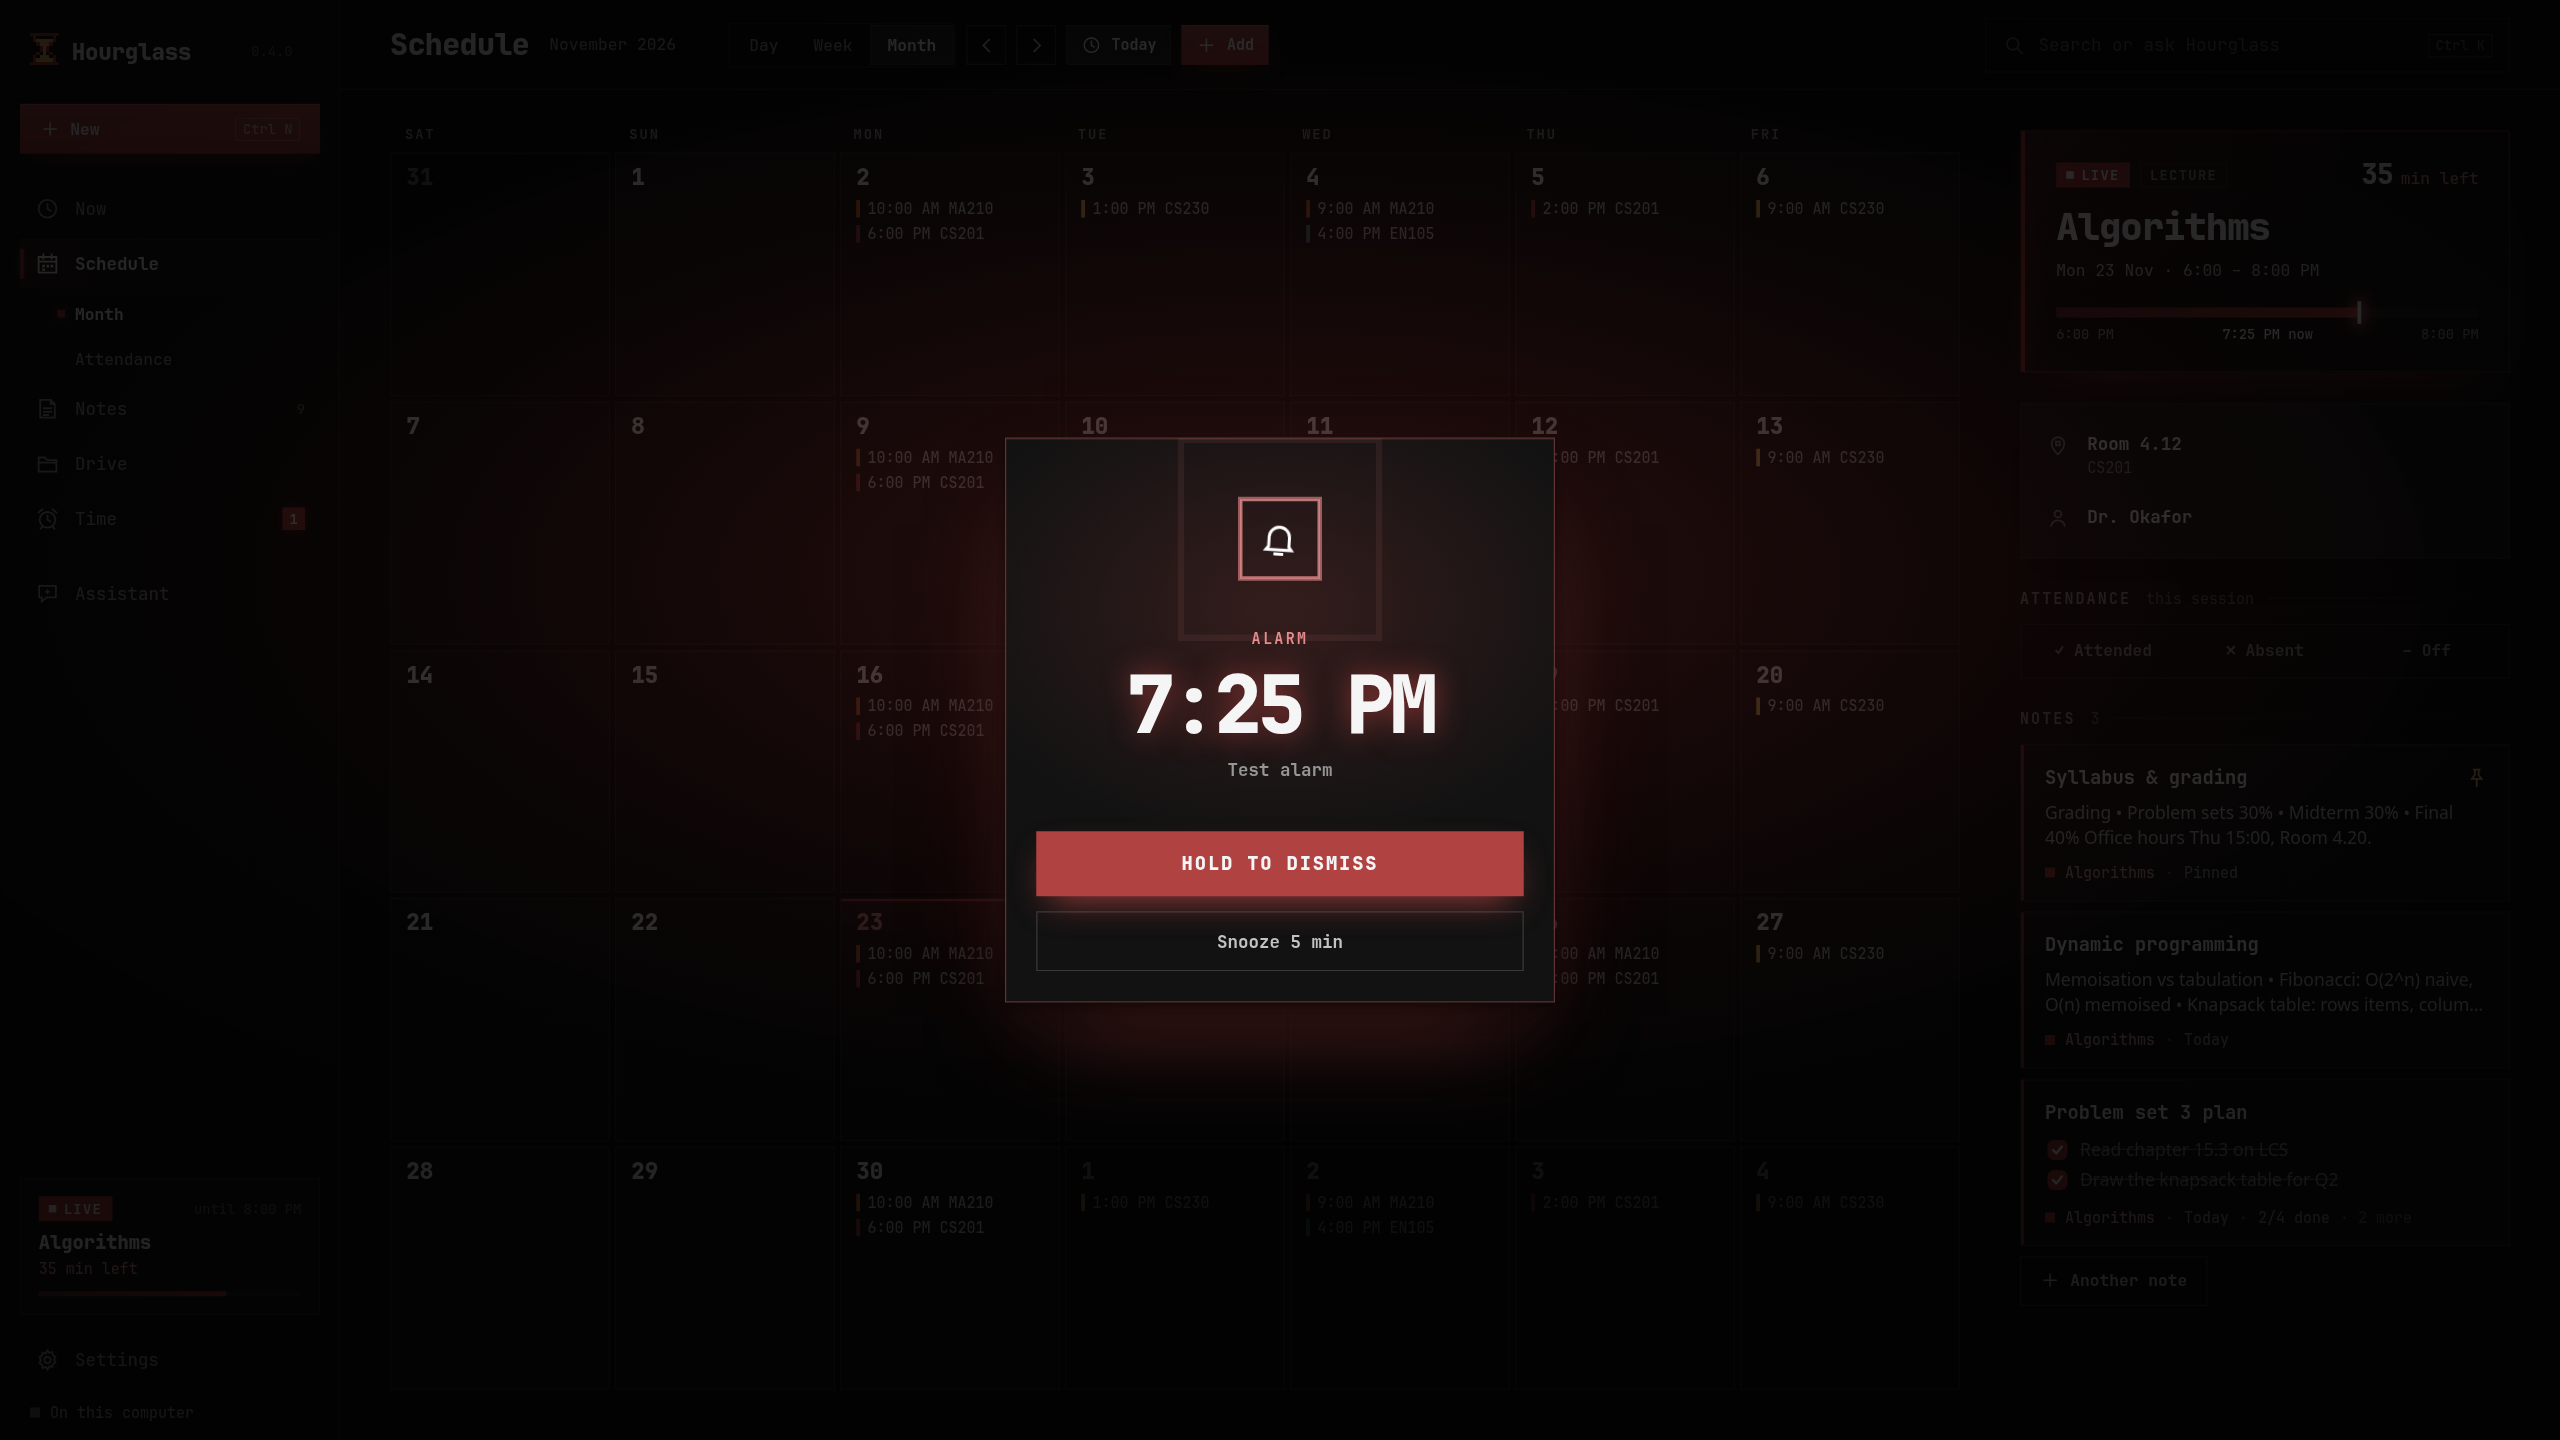 Hourglass 0.4.0
+ New Ctrl N
Now
Schedule
Month
Attendance
Notes 9
Drive
Time 1
Assistant
LIVE until 8:00 PM
Algorithms
35 min left
Settings
On this computer
Schedule November 2026 Day Week Month Today + Add
Search or ask Hourglass Ctrl K
SAT SUN MON TUE WED THU FRI
31 1 2 3 4 5 6
10:00 AM MA210 1:00 PM CS230 9:00 AM MA210 2:00 PM CS201 9:00 AM CS230
6:00 PM CS201 4:00 PM EN105
7 8 9 10 11 12 13
10:00 AM MA210 :00 PM CS201 9:00 AM CS230
6:00 PM CS201
14 15 16 20
10:00 AM MA210 :00 PM CS201 9:00 AM CS230
6:00 PM CS201
21 22 23 27
10:00 AM MA210 :00 AM MA210 9:00 AM CS230
6:00 PM CS201 :00 PM CS201
28 29 30 1 2 3 4
10:00 AM MA210 1:00 PM CS230 9:00 AM MA210 2:00 PM CS201 9:00 AM CS230
6:00 PM CS201 4:00 PM EN105
ALARM
7:25 PM
Test alarm
HOLD TO DISMISS
Snooze 5 min
LIVE LECTURE 35 min left
Algorithms
Mon 23 Nov · 6:00 – 8:00 PM
6:00 PM 7:25 PM now 8:00 PM
Room 4.12
CS201
Dr. Okafor
ATTENDANCE this session
✓ Attended × Absent – Off
NOTES 3
Syllabus & grading
Grading • Problem sets 30% • Midterm 30% • Final
40% Office hours Thu 15:00, Room 4.20.
Algorithms · Pinned
Dynamic programming
Memoisation vs tabulation • Fibonacci: O(2^n) naive,
O(n) memoised • Knapsack table: rows items, colum...
Algorithms · Today
Problem set 3 plan
Read chapter 15.3 on LCS
Draw the knapsack table for Q2
Algorithms · Today · 2/4 done · 2 more
+ Another note